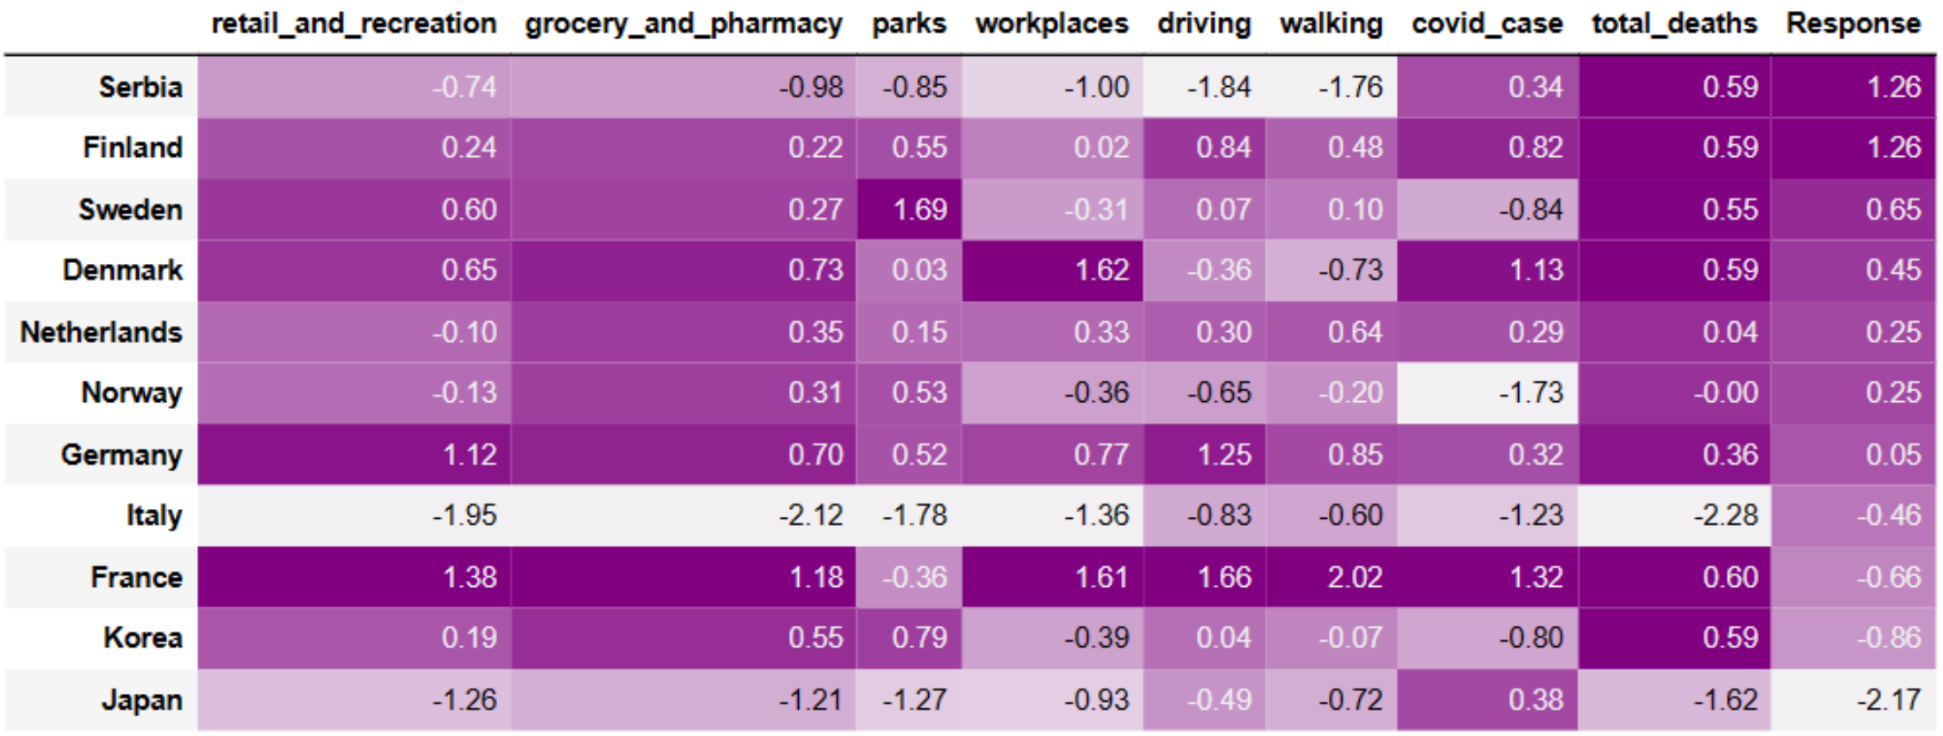 retail_and_recreation grocery_and_pharmacy parks workplaces driving walking covid_case total_deaths Response
Serbia -0.74 -0.98 -0.85 -1.00 -1.84 -1.76 0.34 0.59 1.26
Finland 0.24 0.22 0.55 0.02 0.84 0.48 0.82 0.59 1.26
Sweden 0.60 0.27 1.69 -0.31 0.07 0.10 -0.84 0.55 0.65
Denmark 0.65 0.73 0.03 1.62 -0.36 -0.73 1.13 0.59 0.45
Netherlands -0.10 0.35 0.15 0.33 0.30 0.64 0.29 0.04 0.25
Norway -0.13 0.31 0.53 -0.36 -0.65 -0.20 -1.73 -0.00 0.25
Germany 1.12 0.70 0.52 0.77 1.25 0.85 0.32 0.36 0.05
Italy -1.95 -2.12 -1.78 -1.36 -0.83 -0.60 -1.23 -2.28 -0.46
France 1.38 1.18 -0.36 1.61 1.66 2.02 1.32 0.60 -0.66
Korea 0.19 0.55 0.79 -0.39 0.04 -0.07 -0.80 0.59 -0.86
Japan -1.26 -1.21 -1.27 -0.93 -0.49 -0.72 0.38 -1.62 -2.17